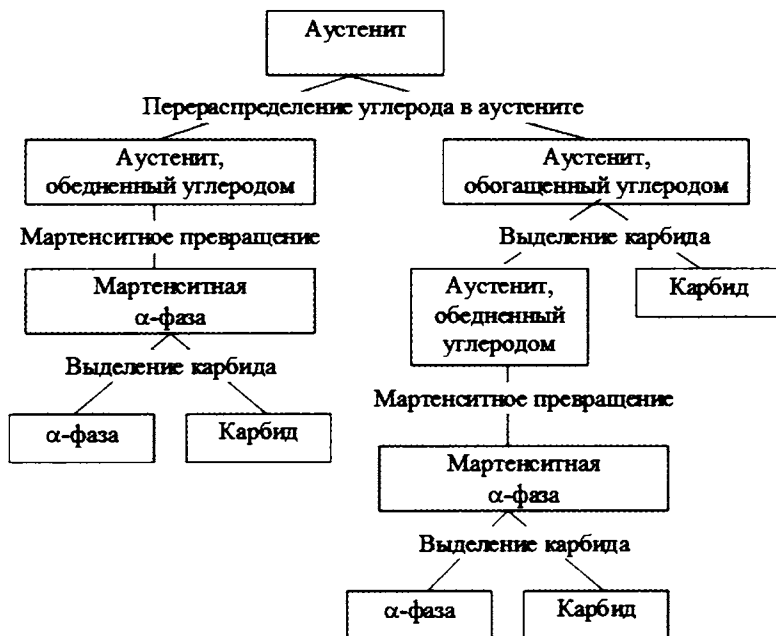 Аустенит
Перераспределение углерода в аустените
Аустенит,
обедненный углеродом
Аустенит,
обогащенный углеродом
Мартенситное превращение
Выделение карбида
Мартенситная
α-фаза
Аустенит,
обедненный
углеродом
Карбид
Выделение карбида
Мартенситное превращение
α-фаза
Карбид
Мартенситная
α-фаза
Выделение карбида
α-фаза
Карбид